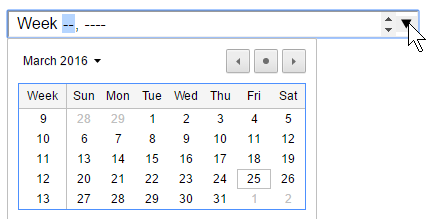 Week --, ----
March 2016
Week Sun Mon Tue Wed Thu Fri Sat
9 28 29 1 2 3 4 5
10 6 7 8 9 10 11 12
11 13 14 15 16 17 18 19
12 20 21 22 23 24 25 26
13 27 28 29 30 31 1 2